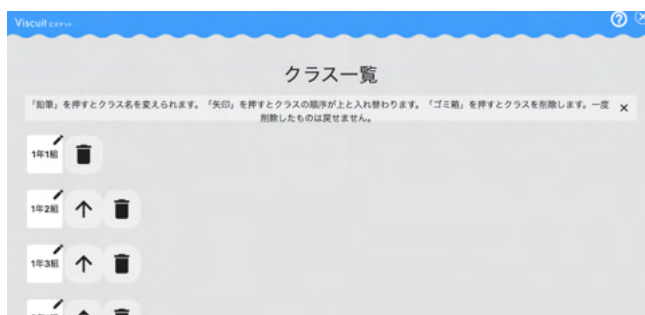 Viscuit ビスケット
クラス一覧
「鉛筆」を押すとクラス名を変えられます。「矢印」を押すとクラスの順序が上と入れ替わります。「ゴミ箱」を押すとクラスを削除します。一度
削除したものは戻せません。
1年1組
1年2組
1年3組